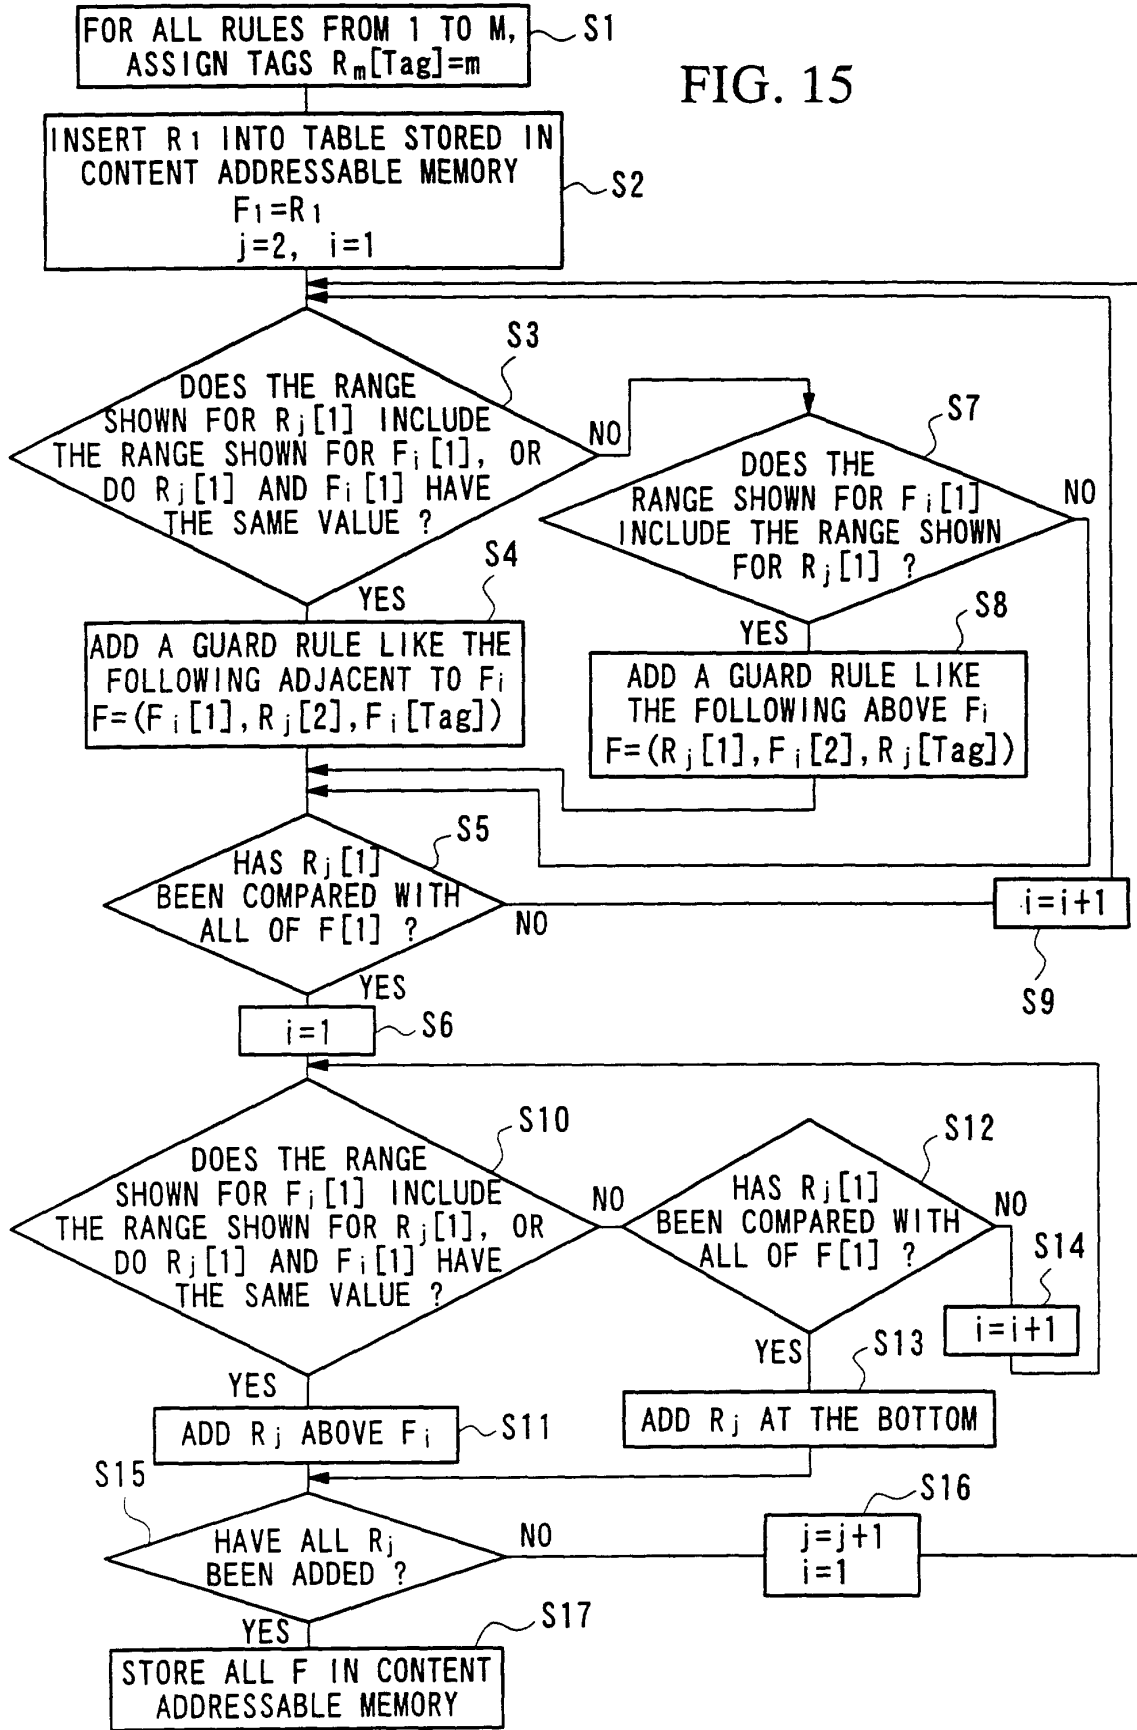 FOR ALL RULES FROM 1 TO M,
ASSIGN TAGS Rm[Tag]=m
S1
FIG. 15
INSERT R1 INTO TABLE STORED IN
CONTENT ADDRESSABLE MEMORY
F1=R1
j=2, i=1
S2
DOES THE RANGE
SHOWN FOR Rj[1] INCLUDE
THE RANGE SHOWN FOR Fi[1], OR
DO Rj[1] AND Fi[1] HAVE
THE SAME VALUE ?
S3
NO
YES
DOES THE
RANGE SHOWN FOR Fi[1]
INCLUDE THE RANGE SHOWN
FOR Rj[1] ?
S7
NO
YES
ADD A GUARD RULE LIKE THE
FOLLOWING ADJACENT TO Fi
F=(Fi[1],Rj[2],Fi[Tag])
S4
ADD A GUARD RULE LIKE
THE FOLLOWING ABOVE Fi
F=(Rj[1],Fi[2],Rj[Tag])
S8
HAS Rj[1]
BEEN COMPARED WITH
ALL OF F[1] ?
S5
NO
YES
i=i+1
S9
i=1
S6
DOES THE RANGE
SHOWN FOR Fi[1] INCLUDE
THE RANGE SHOWN FOR Rj[1], OR
DO Rj[1] AND Fi[1] HAVE
THE SAME VALUE ?
S10
NO
YES
HAS Rj[1]
BEEN COMPARED WITH
ALL OF F[1] ?
S12
NO
YES
S14
i=i+1
ADD Rj ABOVE Fi
S11
ADD Rj AT THE BOTTOM
S13
S15
HAVE ALL Rj
BEEN ADDED ?
NO
YES
j=j+1
i=1
S16
STORE ALL F IN CONTENT
ADDRESSABLE MEMORY
S17